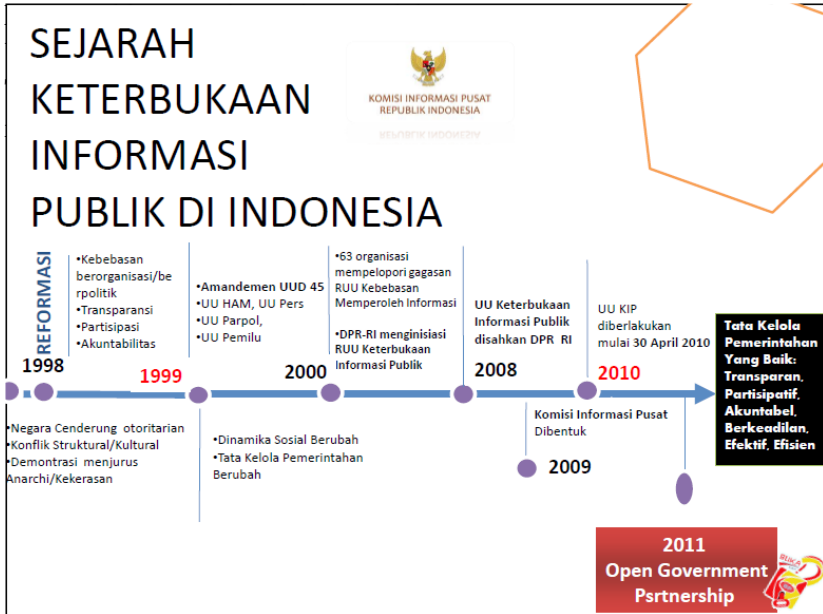 SEJARAH
KETERBUKAAN
INFORMASI
PUBLIK DI INDONESIA
KOMISI INFORMASI PUSAT
REPUBLIK INDONESIA
REFORMASI
1998
•Kebebasan
berorganisasi/be
rpolitik
•Transparansi
•Partisipasi
•Akuntabilitas
1999
•Amandemen UUD 45
•UU HAM, UU Pers
•UU Parpol,
•UU Pemilu
2000
•63 organisasi
mempelopori gagasan
RUU Kebebasan
Memperoleh Informasi
•DPR-RI menginisiasi
RUU Keterbukaan
Informasi Publik
UU Keterbukaan
Informasi Publik
disahkan DPR RI
2008
UU KIP
diberlakukan
mulai 30 April 2010
2010
Tata Kelola
Pemerintahan
Yang Baik:
Transparan,
Partisipatif,
Akuntabel,
Berkeadilan,
Efektif, Efisien
•Negara Cenderung otoritarian
•Konflik Struktural/Kultural
•Demontrasi menjurus
Anarchi/Kekerasan
•Dinamika Sosial Berubah
•Tata Kelola Pemerintahan
Berubah
Komisi Informasi Pusat
Dibentuk
2009
2011
Open Government
Psrtnership
BUKA